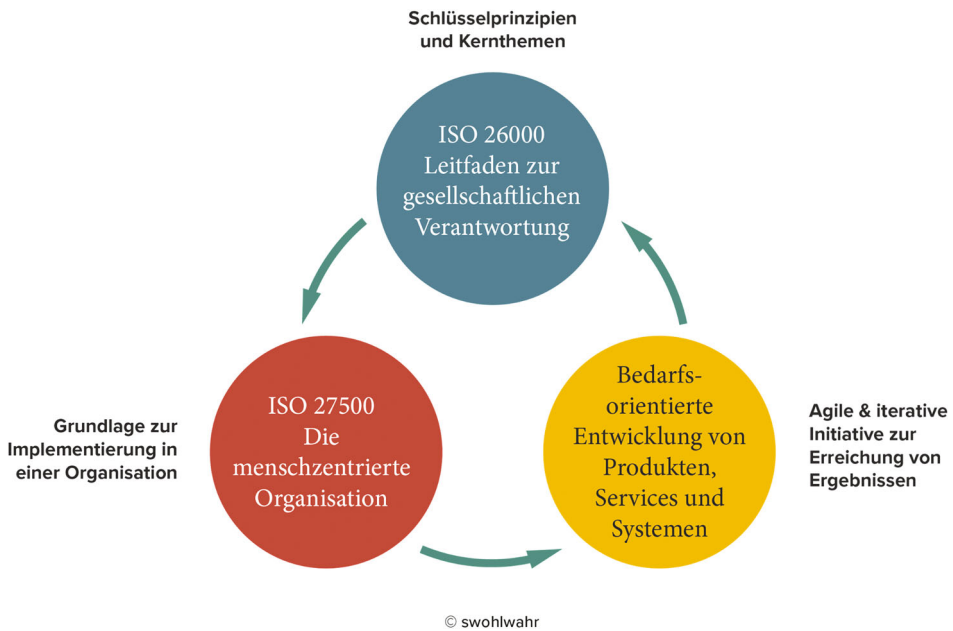 Schlüsselprinzipien
und Kernthemen
ISO 26000
Leitfaden zur
gesellschaftlichen
Verantwortung
Grundlage zur
Implementierung in
einer Organisation
ISO 27500
Die
menschzentrierte
Organisation
Bedarfs-
orientierte
Entwicklung von
Produkten,
Services und
Systemen
Agile & iterative
Initiative zur
Erreichung von
Ergebnissen
© swohlwahr